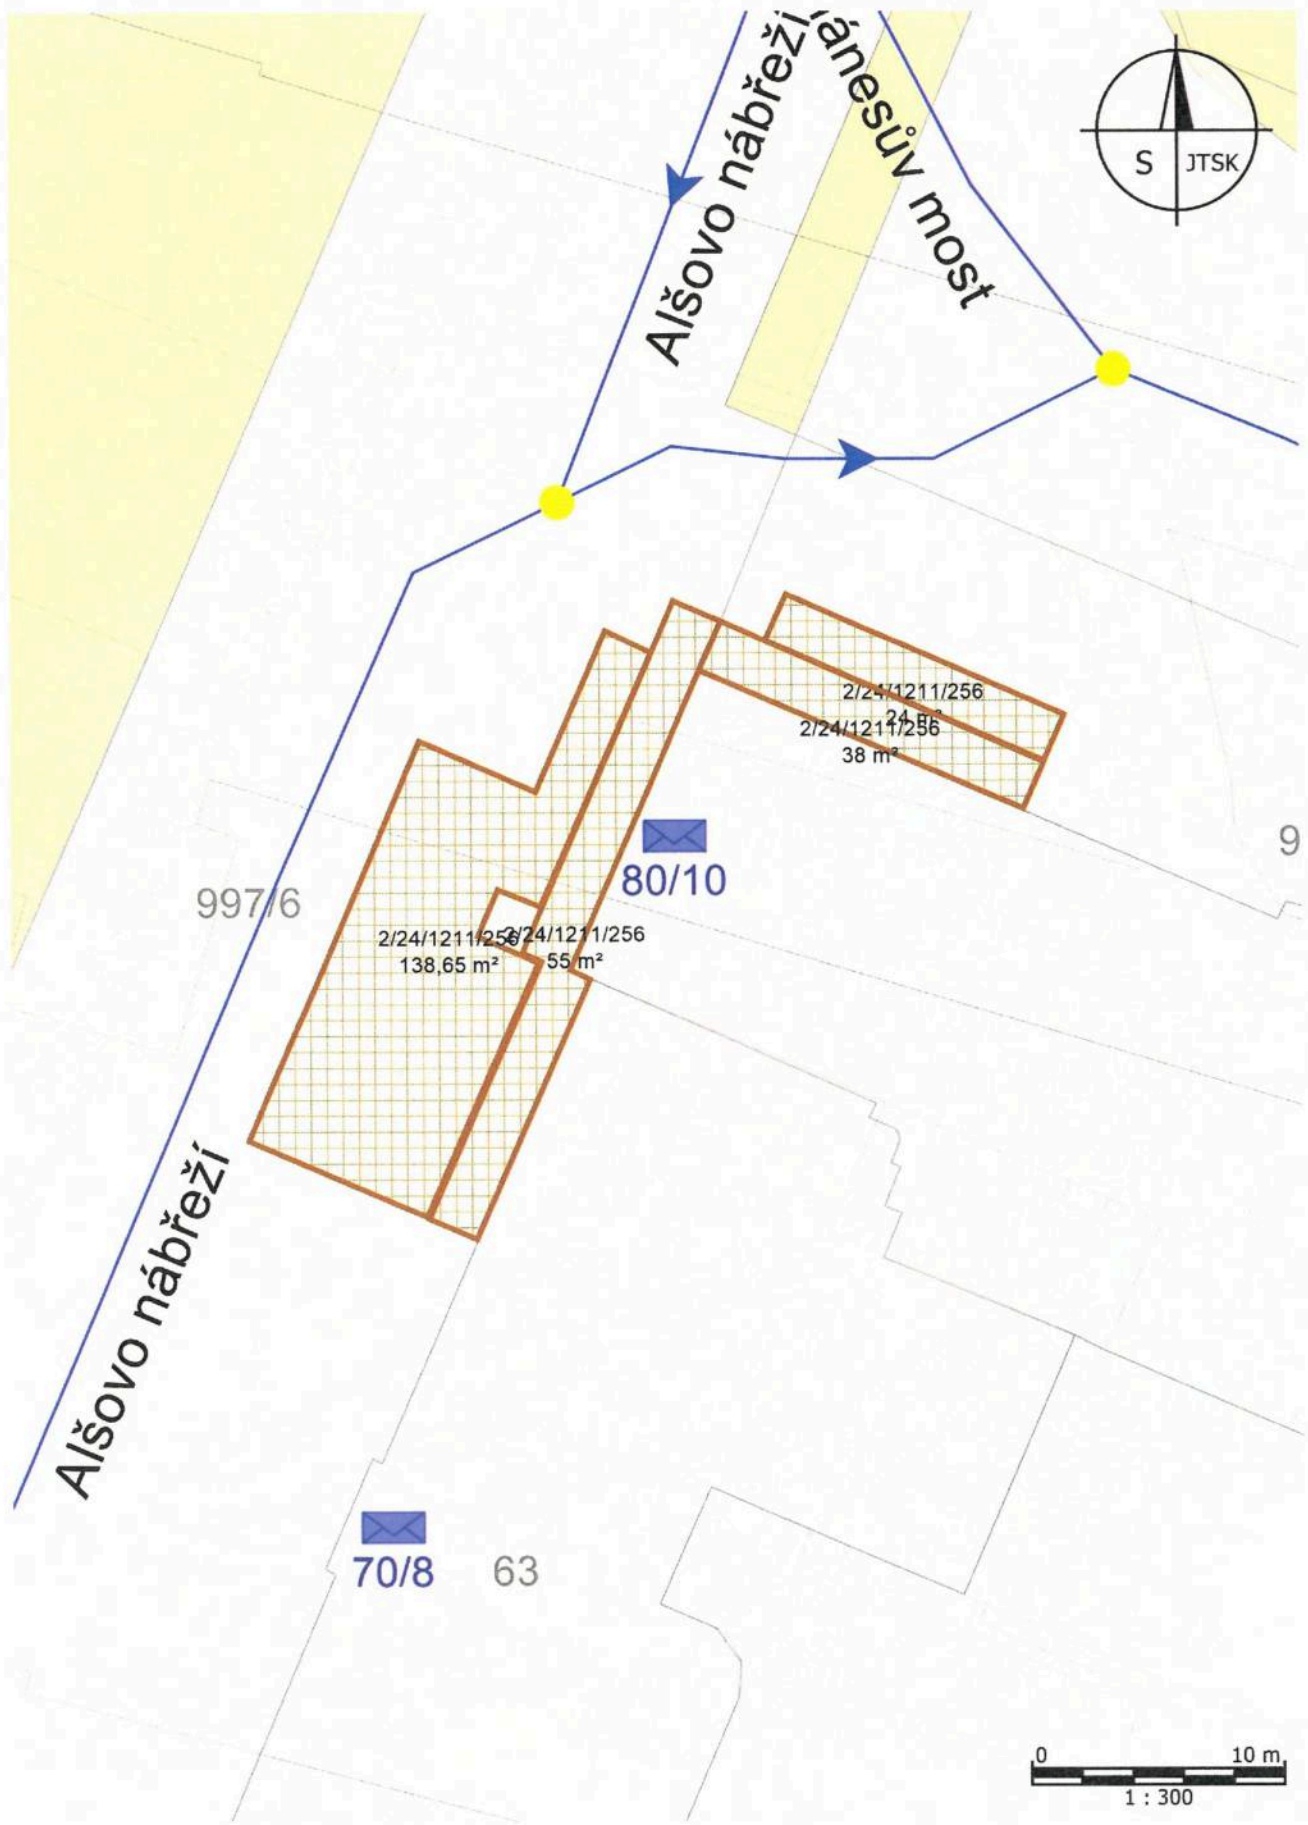 Alšovo nábřeží
mánesův most
S JTSK
2/24/1211/256
24 m²
2/24/1211/256
38 m²
80/10
9
997/6
2/24/1211/256
138,65 m²
2/24/1211/256
55 m²
Alšovo nábřeží
70/8
63
0 10 m
1 : 300